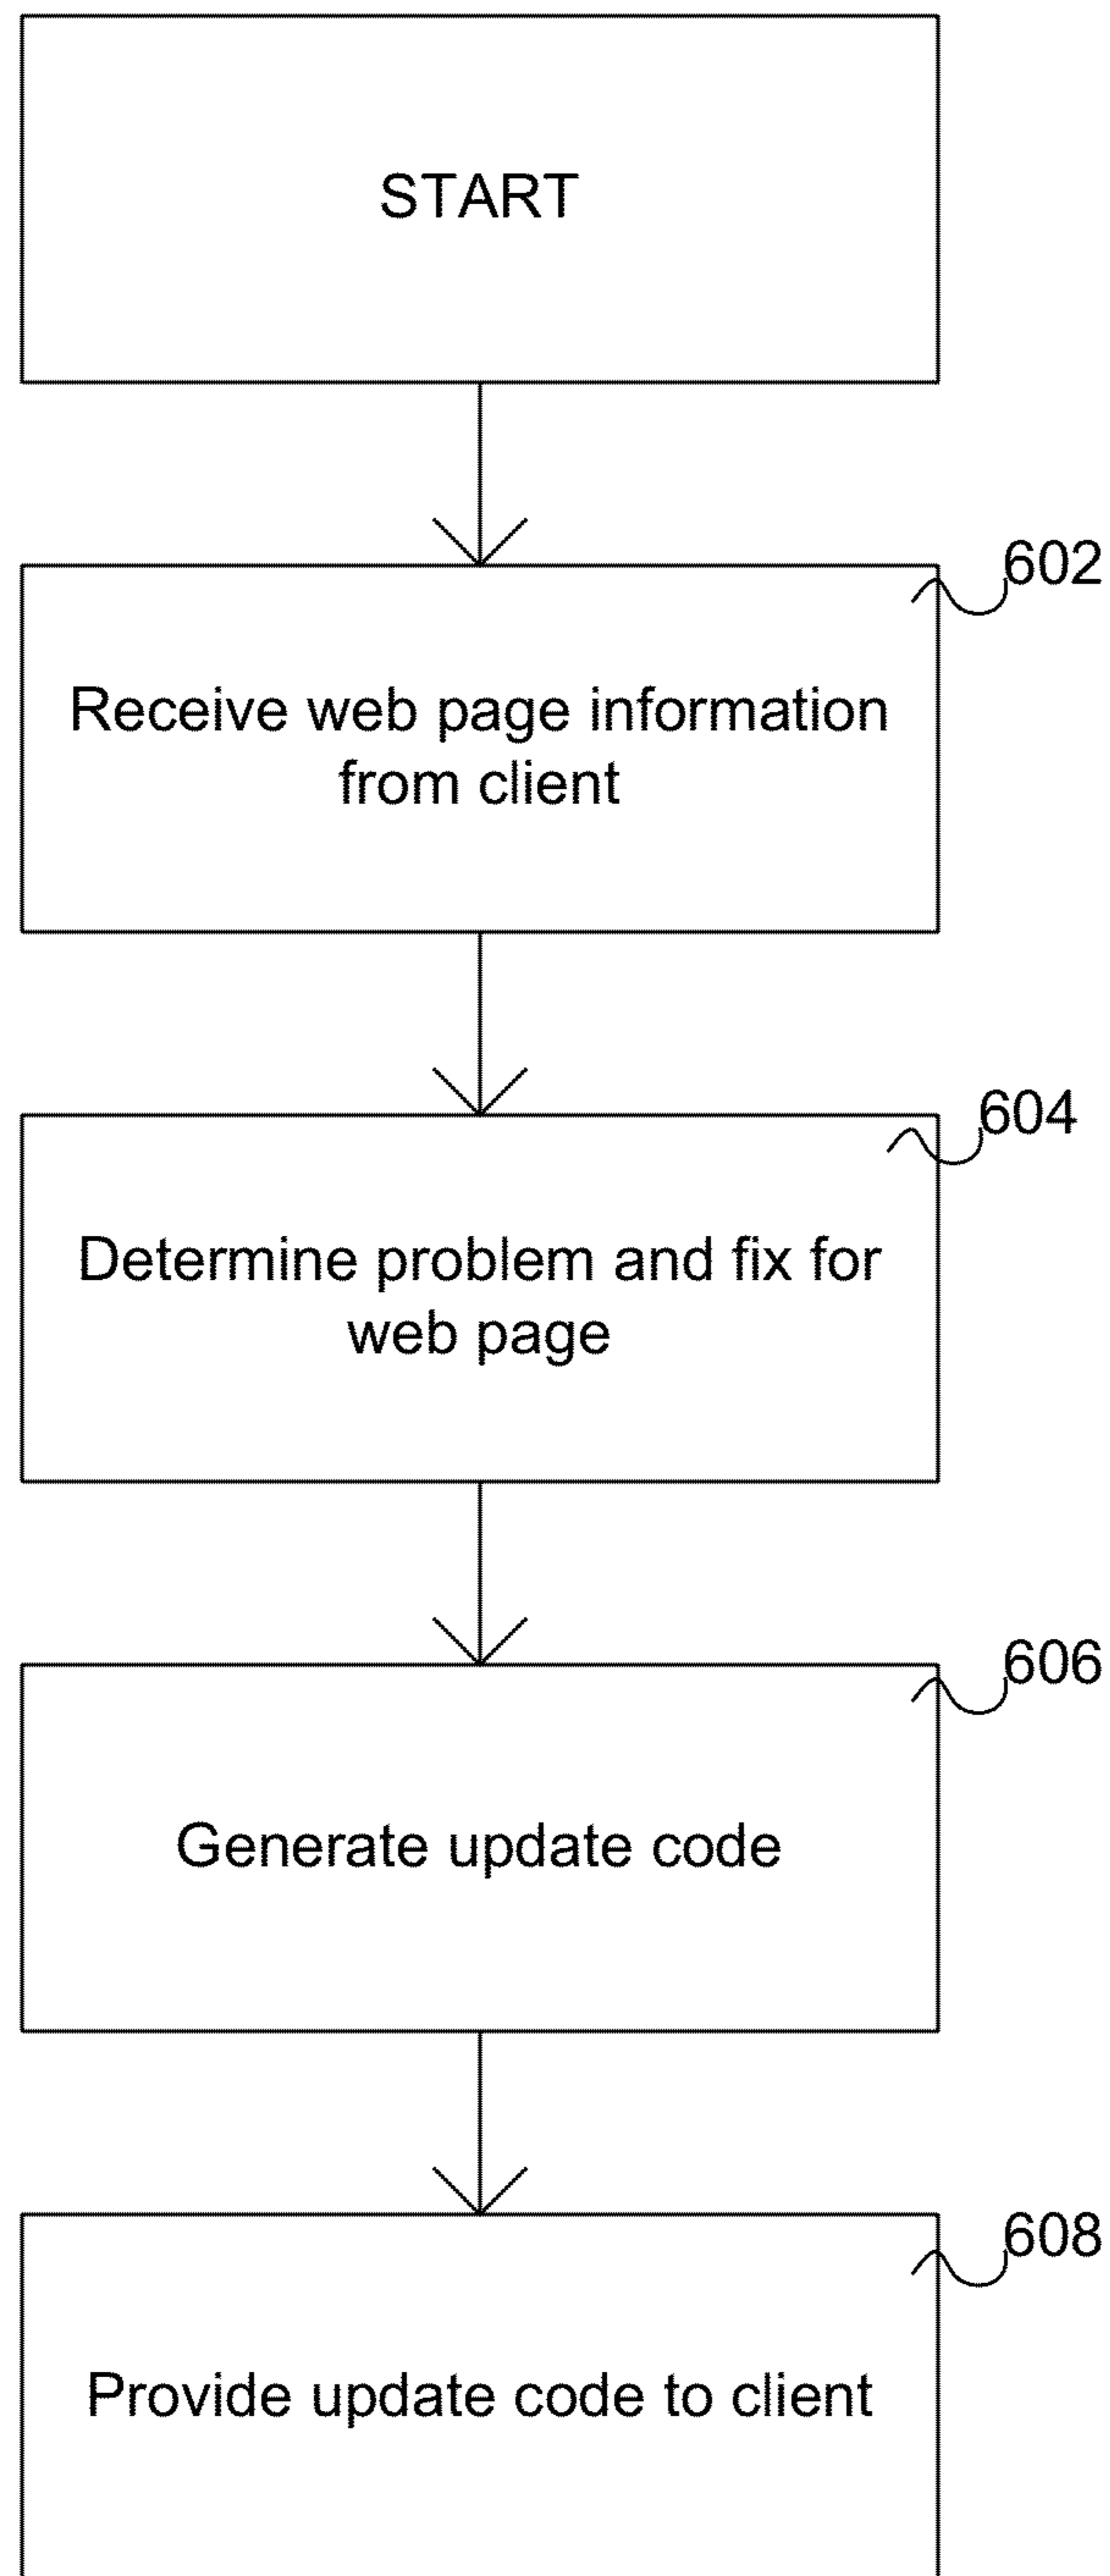 START
602
Receive web page information
from client
604
Determine problem and fix for
web page
606
Generate update code
608
Provide update code to client